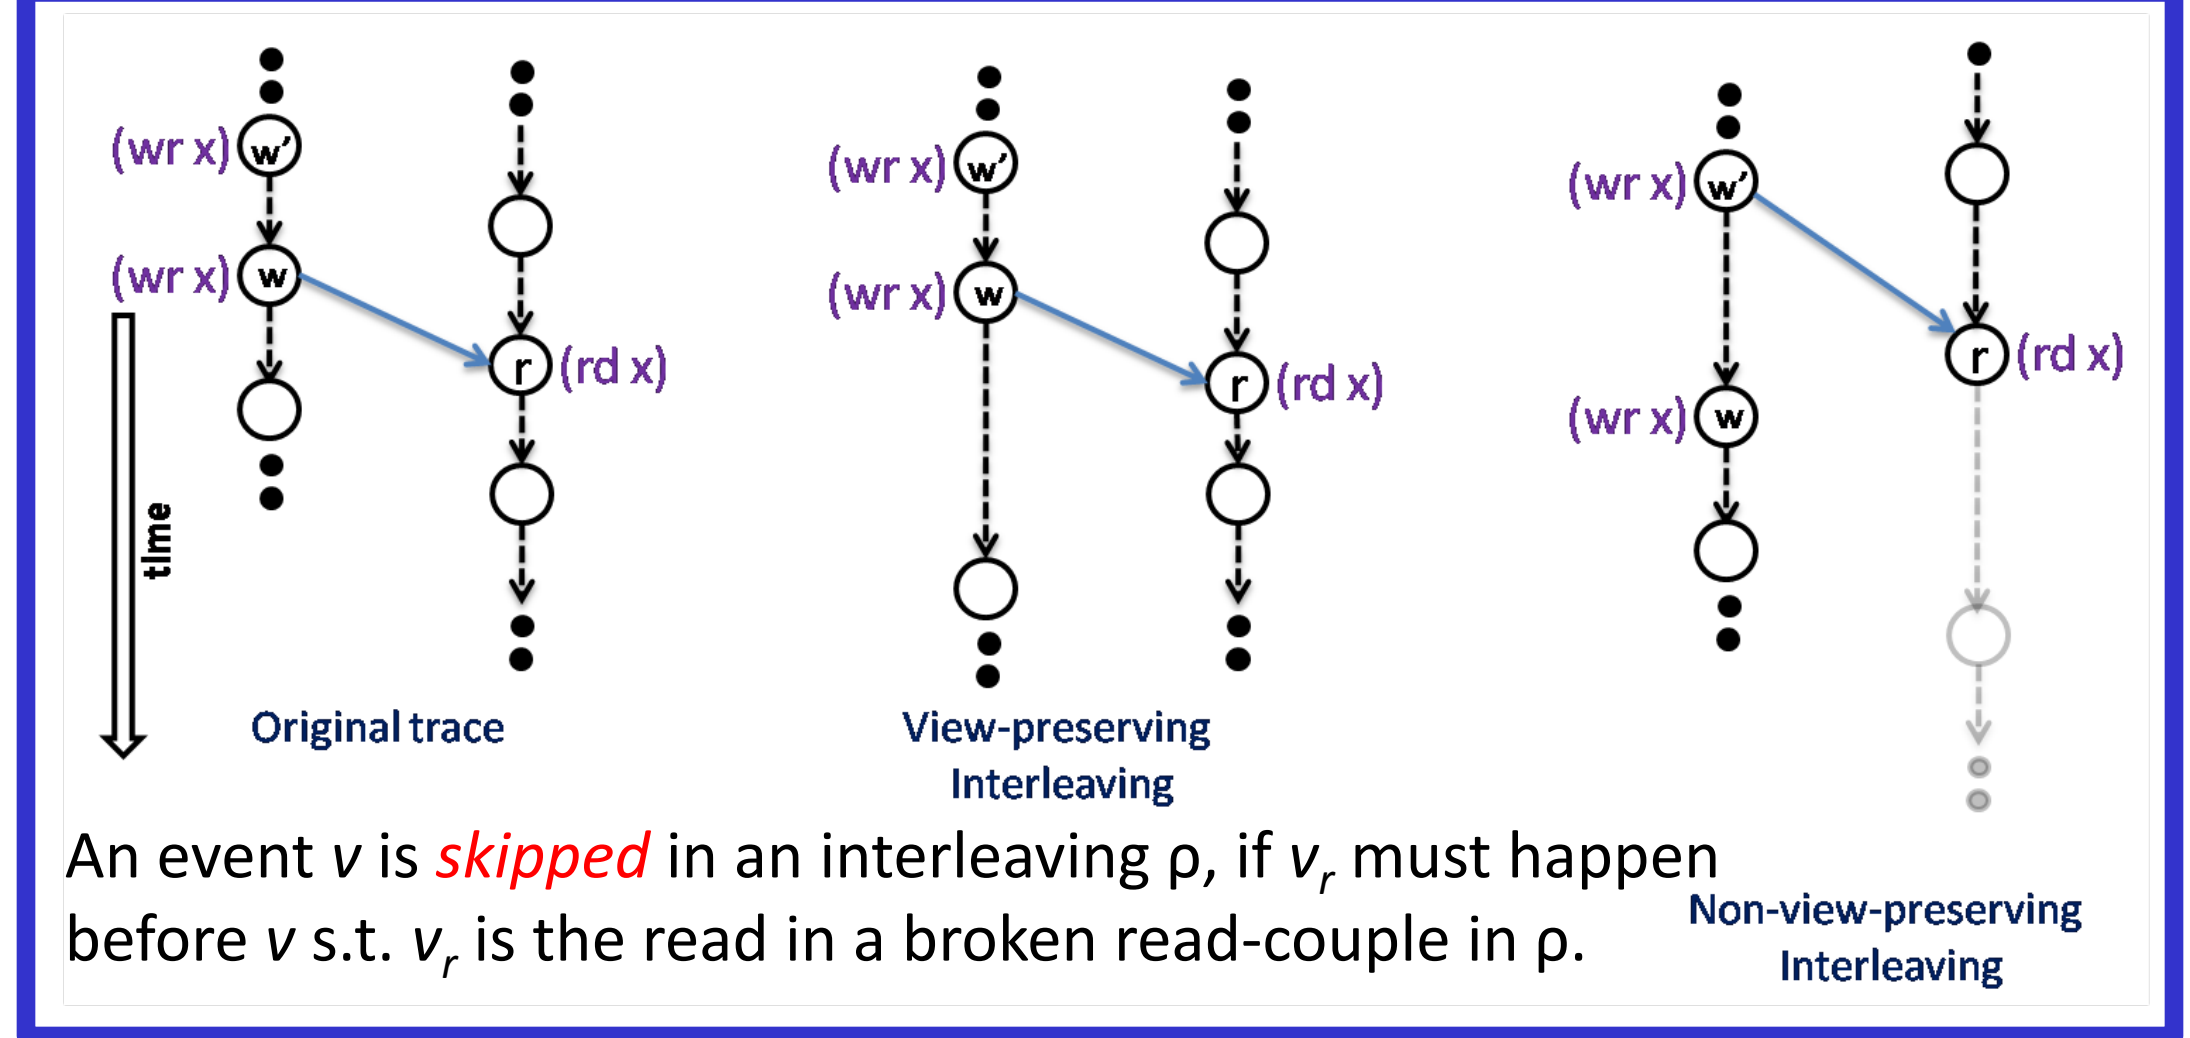 (wr x) w’
(wr x) w
r (rd x)
time
Original trace
(wr x) w’
(wr x) w
r (rd x)
View-preserving
Interleaving
(wr x) w’
r (rd x)
(wr x) w
Non-view-preserving
Interleaving
An event v is skipped in an interleaving ρ, if vr must happen
before v s.t. vr is the read in a broken read-couple in ρ.